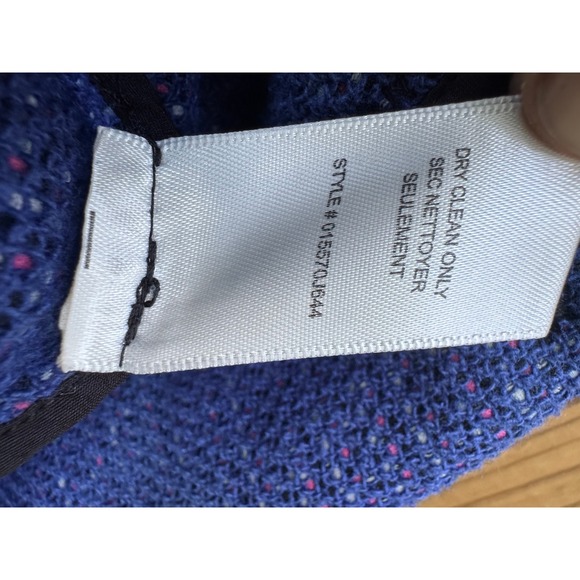 DRY CLEAN ONLY
SEC NETTOYER
SEULEMENT
STYLE # 015570J644